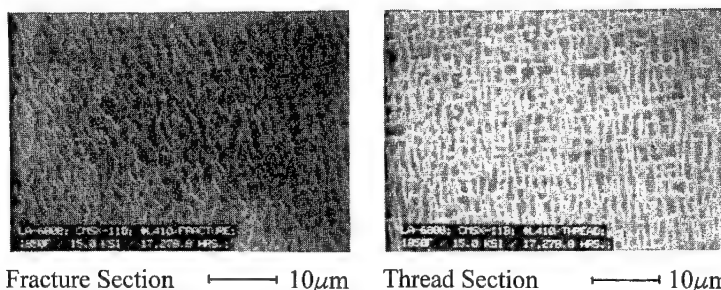 LA-6808; CMSX-11B; #L410-FRACTURE;
1850F / 15.0 KSI / 17,278.8 HRS.;
LA-6808; CMSX-11B; #L410-THREAD;
1850F / 15.0 KSI / 17,278.8 HRS.;
Fracture Section 10μm
Thread Section 10μm